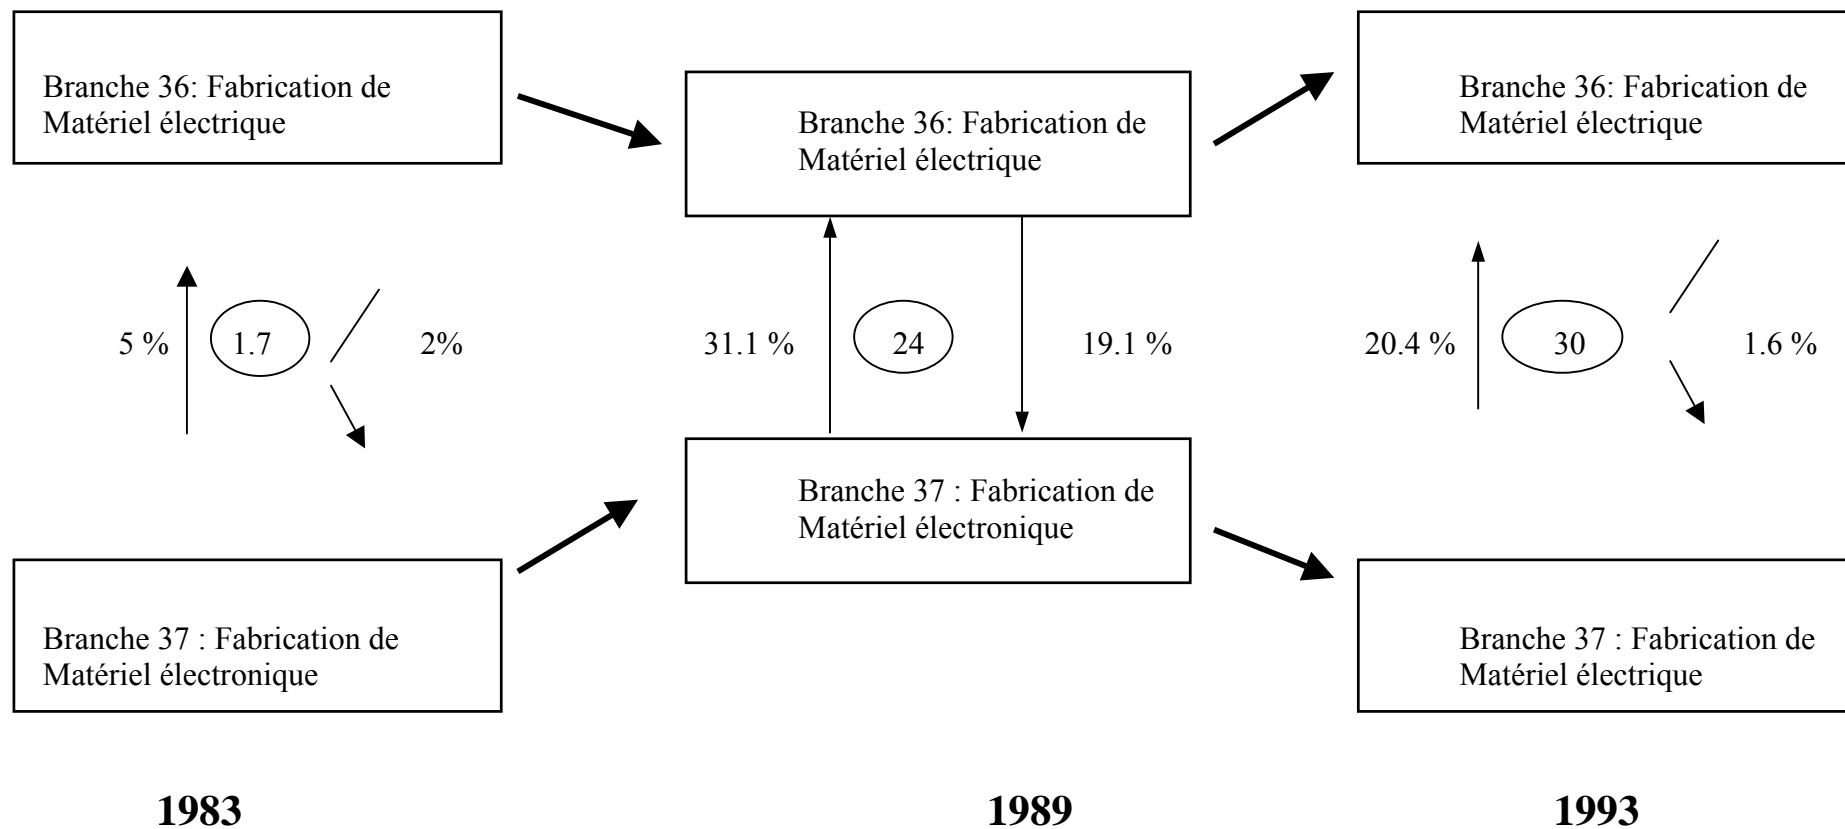 Branche 36: Fabrication de
Matériel électrique
Branche 36: Fabrication de
Matériel électrique
Branche 36: Fabrication de
Matériel électrique
5 %
1.7
2%
31.1 %
24
19.1 %
20.4 %
30
1.6 %
Branche 37 : Fabrication de
Matériel électronique
Branche 37 : Fabrication de
Matériel électronique
Branche 37 : Fabrication de
Matériel électrique
1983
1989
1993